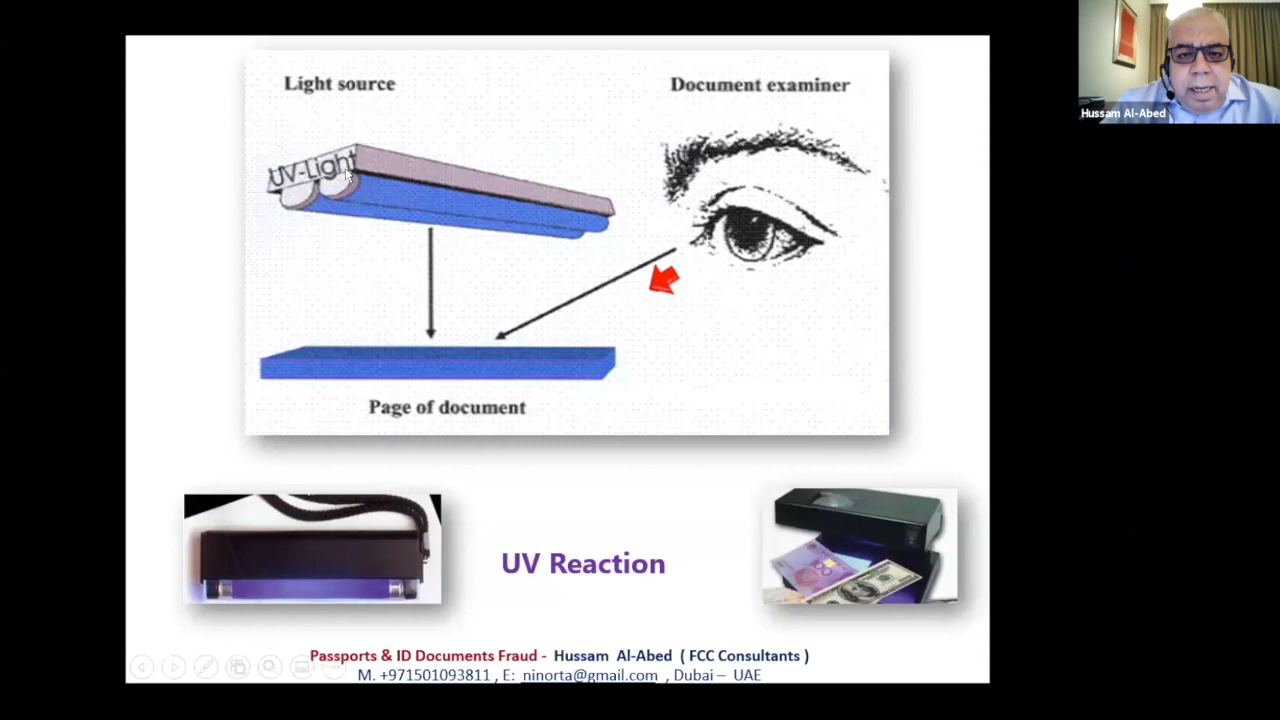 Light source
Document examiner
UV-Light
Page of document
UV Reaction
Passports & ID Documents Fraud - Hussam Al-Abed ( FCC Consultants )
M. +971501093811 , E: ninorta@gmail.com , Dubai – UAE
Hussam Al-Abed